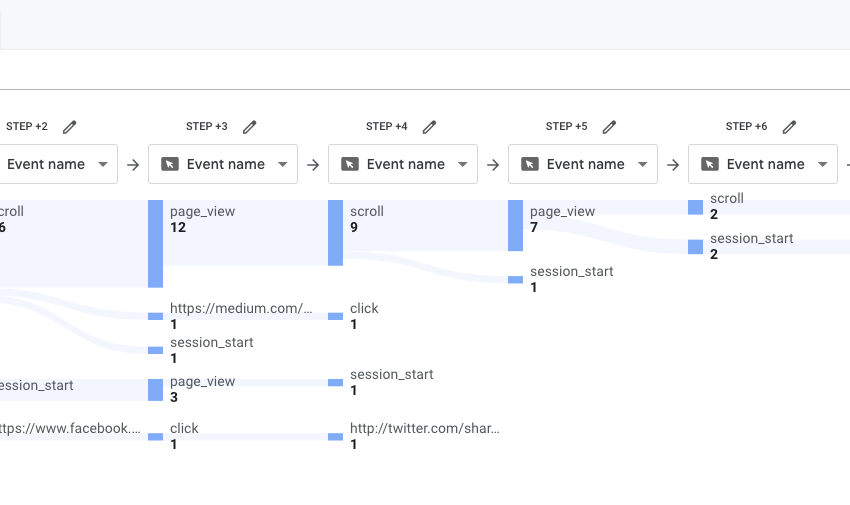 STEP +2
STEP +3
STEP +4
STEP +5
STEP +6
Event name
Event name
Event name
Event name
Event name
croll
6
page_view
12
scroll
9
page_view
7
scroll
2
session_start
2
session_start
1
https://medium.com/...
1
click
1
session_start
1
ession_start
page_view
3
session_start
1
ttps://www.facebook....
click
1
http://twitter.com/shar...
1